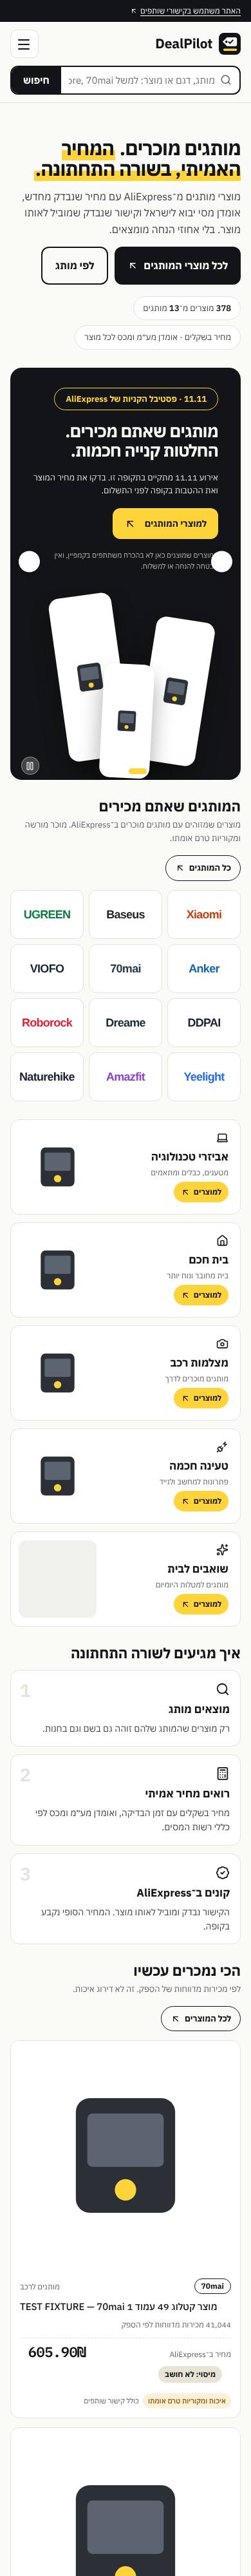 האתר משתמש בקישורי שותפים
DealPilot
מותג, דגם או מוצר: למשל 70mai
חיפוש
מותגים מוכרים. המחיר
האמיתי, בשורה התחתונה.
מוצרי מותגים מ־AliExpress עם מחיר שנבדק מחדש,
אומדן מסי יבוא לישראל וקישור שנבדק שמוביל לאותו
מוצר. בלי אחוזי הנחה מומצאים.
לכל מוצרי המותגים
לפי מותג
378 מוצרים מ־13 מותגים
מחיר בשקלים · אומדן מע״מ ומכס לכל מוצר
11.11 · פסטיבל הקניות של AliExpress
מותגים שאתם מכירים.
החלטות קנייה חכמות.
אירוע 11.11 מתקיים בתקופה זו. בדקו את מחיר המוצר
ואת ההטבות בקופה לפני התשלום.
למוצרי המותגים
מוצרים שמוצגים כאן לא בהכרח משתתפים בקמפיין, ואין
הבטחה להנחה או למשלוח.
המותגים שאתם מכירים
מוצרים שמזוהים עם מותגים מוכרים ב־AliExpress. מוכר מורשה
ומקוריות טרם אומתו.
כל המותגים
Xiaomi
Baseus
UGREEN
Anker
70mai
VIOFO
DDPAI
Dreame
Roborock
Yeelight
Amazfit
Naturehike
אביזרי טכנולוגיה
מטענים, כבלים ומתאמים
למוצרים
בית חכם
בית מחובר ונוח יותר
למוצרים
מצלמות רכב
מותגים מוכרים לדרך
למוצרים
טעינה חכמה
פתרונות למחשב ולנייד
למוצרים
שואבים לבית
מותגים למטלות היומיום
למוצרים
איך מגיעים לשורה התחתונה
1
מוצאים מותג
רק מוצרים שהמותג שלהם זוהה גם בשם וגם בחנות.
2
רואים מחיר אמיתי
מחיר בשקלים עם זמן הבדיקה, ואומדן מע״מ ומכס לפי
כללי רשות המסים.
3
קונים ב־AliExpress
הקישור נבדק ומוביל לאותו מוצר. המחיר הסופי נקבע
בקופה.
הכי נמכרים עכשיו
לפי מכירות מדווחות של הספק. זה לא דירוג איכות.
לכל המוצרים
70mai
מותגים לרכב
TEST FIXTURE — 70mai מוצר קטלוג 49 עמוד 1
41,044 מכירות מדווחות לפי הספק
מחיר ב־AliExpress
₪605.90
מיסוי: לא חושב
איכות ומקוריות טרם אומתו
כולל קישור שותפים